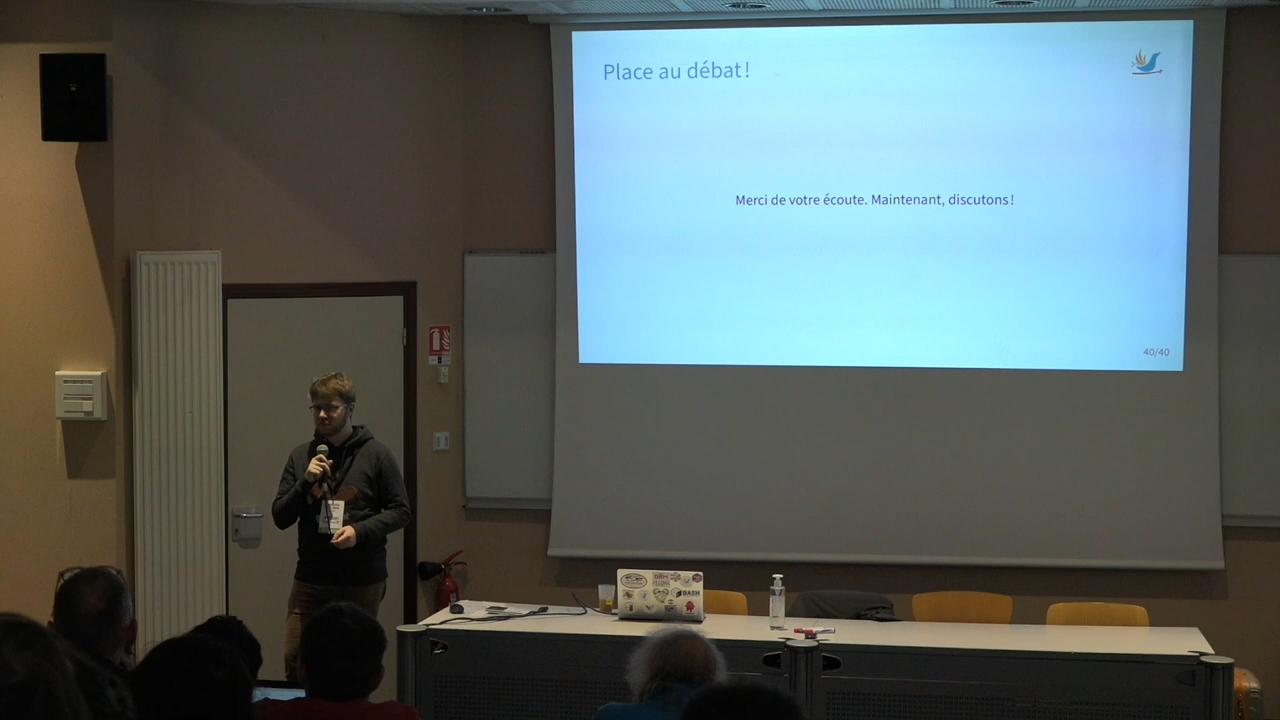 Place au débat !
Merci de votre écoute. Maintenant, discutons !
40/40
BASH